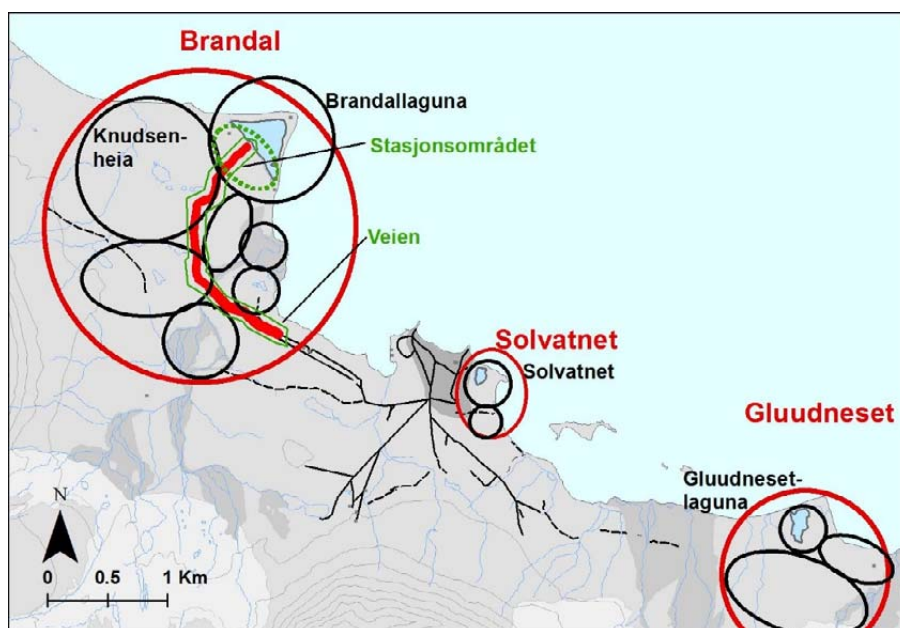 Brandal
Brandallaguna
Knudsen-
heia
Stasjonsområdet
Veien
Solvatnet
Solvatnet
Gluudneset
Gluudneset-
laguna
N
0 0.5 1 Km